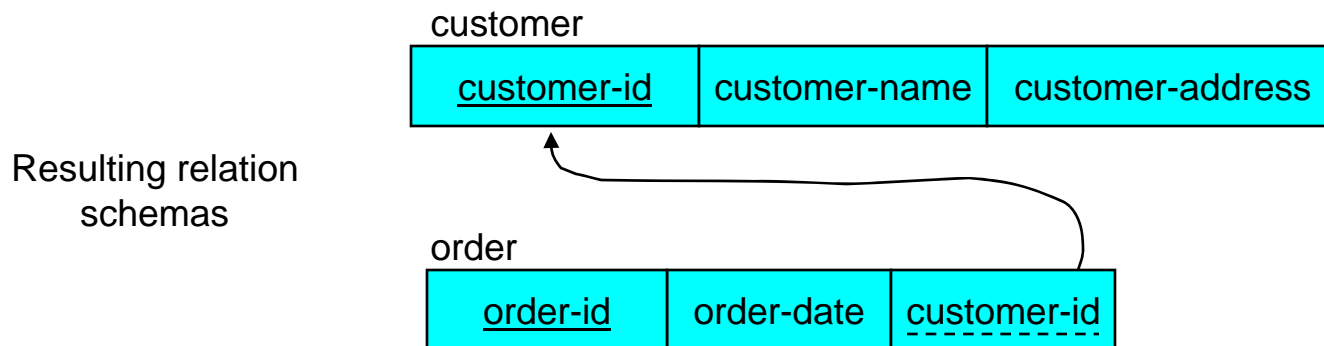 customer
customer-id customer-name customer-address
Resulting relation
schemas
order
order-id order-date customer-id